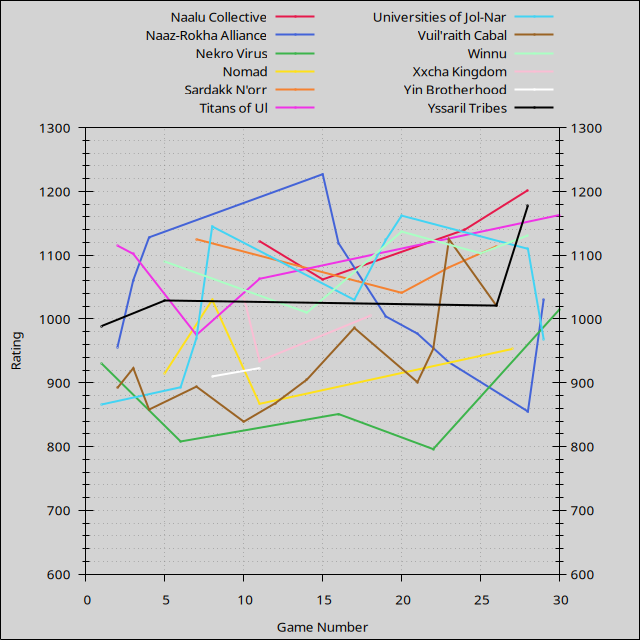 Naalu Collective
Naaz-Rokha Alliance
Nekro Virus
Nomad
Sardakk N'orr
Titans of Ul
Universities of Jol-Nar
Vuil'raith Cabal
Winnu
Xxcha Kingdom
Yin Brotherhood
Yssaril Tribes
1300 1300
1200 1200
1100 1100
1000 1000
900 900
800 800
700 700
600 600
Rating
0 5 10 15 20 25 30
Game Number